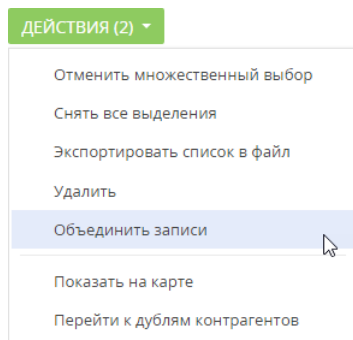 ДЕЙСТВИЯ (2)
Отменить множественный выбор
Снять все выделения
Экспортировать список в файл
Удалить
Объединить записи
Показать на карте
Перейти к дублям контрагентов